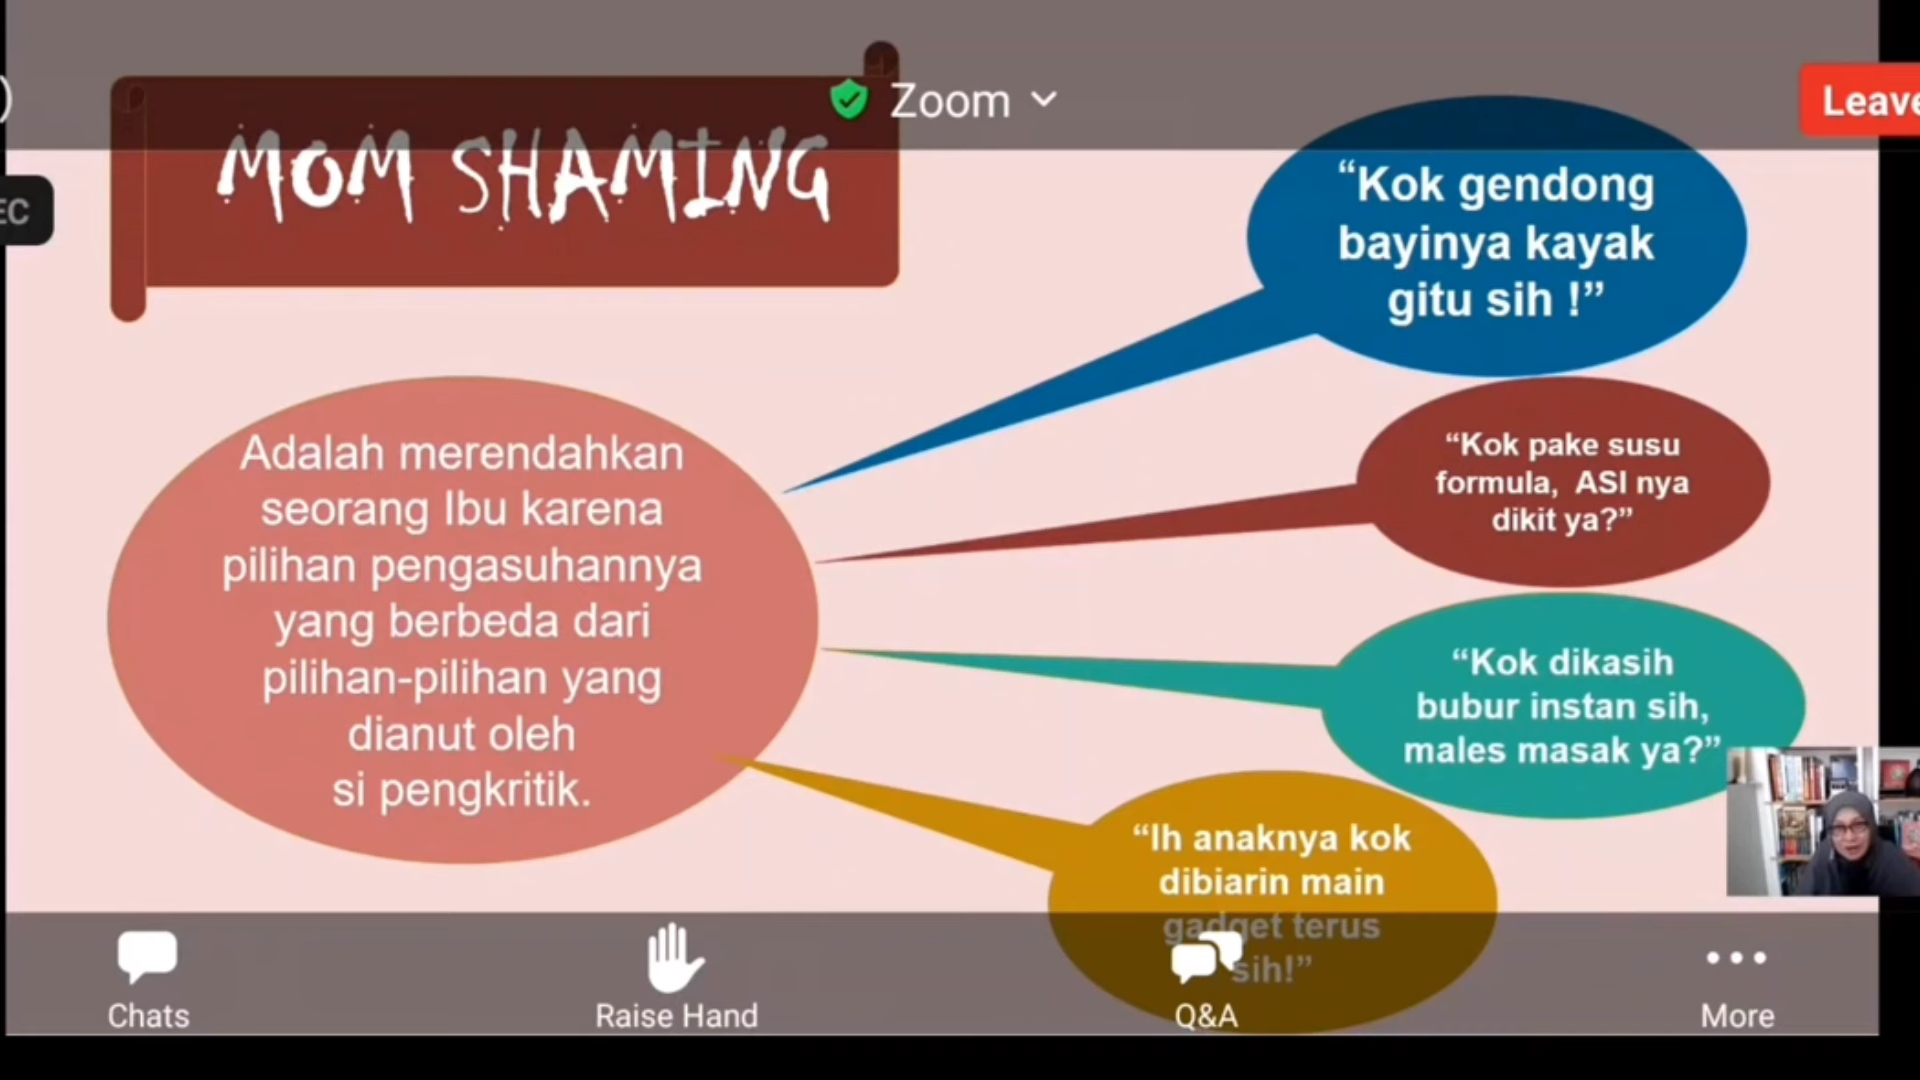 Zoom
Leave
EC
MOM SHAMING
Adalah merendahkan
seorang Ibu karena
pilihan pengasuhannya
yang berbeda dari
pilihan-pilihan yang
dianut oleh
si pengkritik.
“Kok gendong
bayinya kayak
gitu sih !”
“Kok pake susu
formula, ASI nya
dikit ya?”
“Kok dikasih
bubur instan sih,
males masak ya?”
“Ih anaknya kok
dibiarin main
gadget terus
sih!”
Chats
Raise Hand
Q&A
More